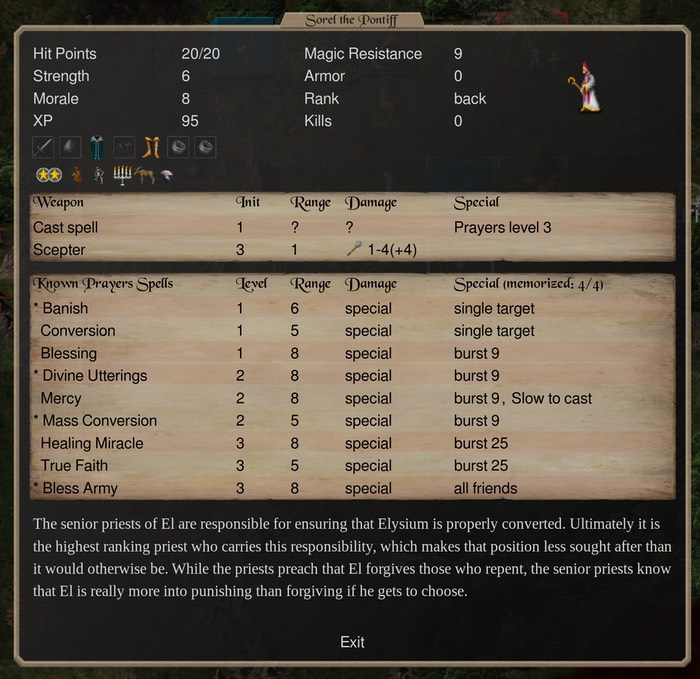 Sorel the Pontiff
Hit Points 20/20 Magic Resistance 9
Strength 6 Armor 0
Morale 8 Rank back
XP 95 Kills 0
Weapon Init Range Damage Special
Cast spell 1 ? ? Prayers level 3
Scepter 3 1 1-4(+4)
Known Prayers Spells Level Range Damage Special (memorized: 4/4)
* Banish 1 6 special single target
Conversion 1 5 special single target
Blessing 1 8 special burst 9
* Divine Utterings 2 8 special burst 9
Mercy 2 8 special burst 9, Slow to cast
* Mass Conversion 2 5 special burst 9
Healing Miracle 3 8 special burst 25
True Faith 3 5 special burst 25
* Bless Army 3 8 special all friends
The senior priests of El are responsible for ensuring that Elysium is properly converted. Ultimately it is
the highest ranking priest who carries this responsibility, which makes that position less sought after than
it would otherwise be. While the priests preach that El forgives those who repent, the senior priests know
that El is really more into punishing than forgiving if he gets to choose.
Exit